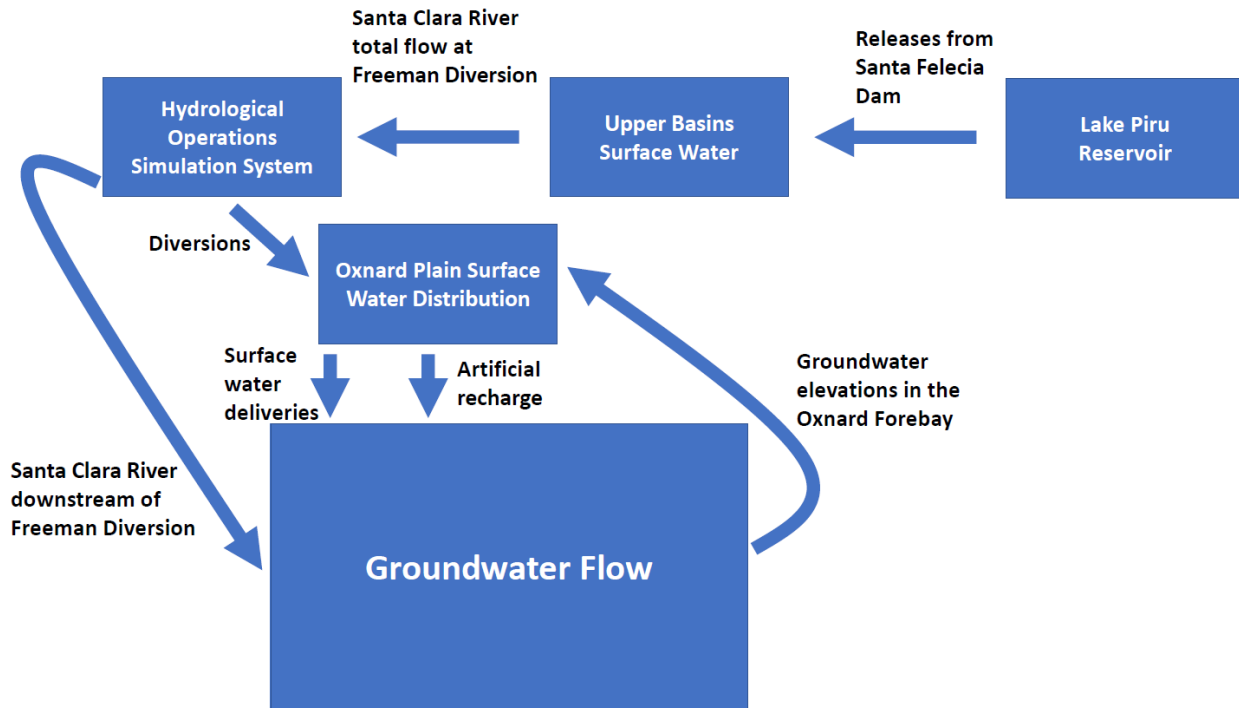 Santa Clara River
total flow at
Freeman Diversion
Releases from
Santa Felecia
Dam
Hydrological
Operations
Simulation System
Upper Basins
Surface Water
Lake Piru
Reservoir
Diversions
Oxnard Plain Surface
Water Distribution
Surface
water
deliveries
Artificial
recharge
Groundwater
elevations in the
Oxnard Forebay
Santa Clara River
downstream of
Freeman Diversion
Groundwater Flow